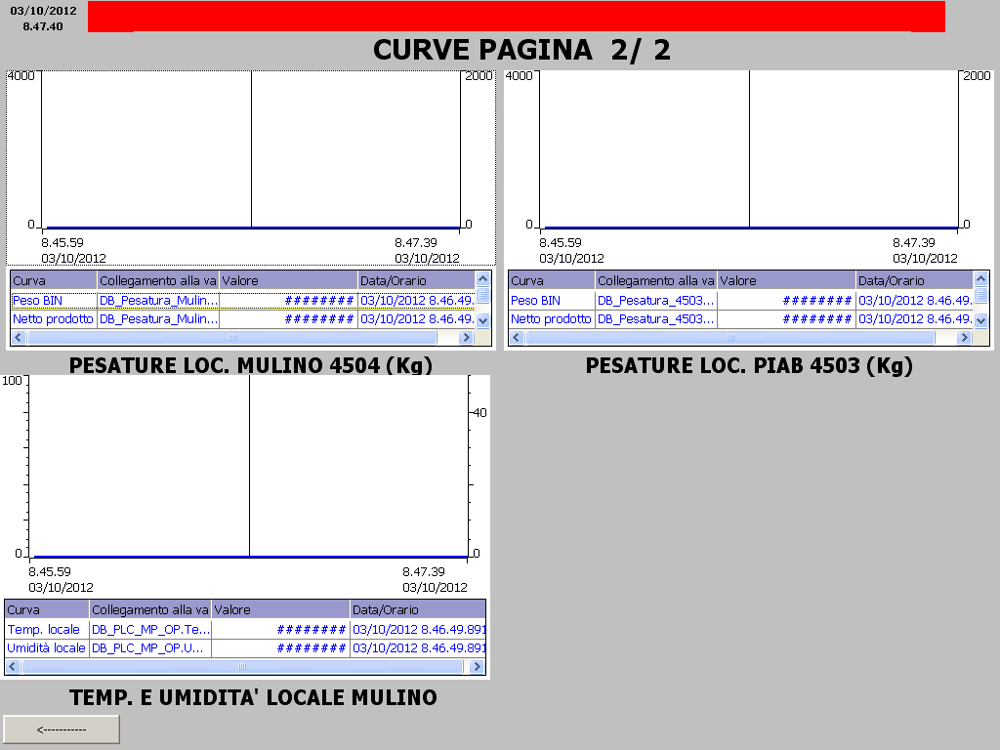 03/10/2012
8.47.40
CURVE PAGINA 2/ 2
4000 2000
0 0
8.45.59 8.47.39
03/10/2012 03/10/2012
Curva Collegamento alla va Valore Data/Orario
Peso BIN DB_Pesatura_Mulin... ######## 03/10/2012 8.46.49.
Netto prodotto DB_Pesatura_Mulin... ######## 03/10/2012 8.46.49.
PESATURE LOC. MULINO 4504 (Kg)
4000 2000
0 0
8.45.59 8.47.39
03/10/2012 03/10/2012
Curva Collegamento alla va Valore Data/Orario
Peso BIN DB_Pesatura_4503... ######## 03/10/2012 8.46.49.
Netto prodotto DB_Pesatura_4503... ######## 03/10/2012 8.46.49.
PESATURE LOC. PIAB 4503 (Kg)
100
40
0 0
8.45.59 8.47.39
03/10/2012 03/10/2012
Curva Collegamento alla va Valore Data/Orario
Temp. locale DB_PLC_MP_OP.Te... ######## 03/10/2012 8.46.49.891
Umidità locale DB_PLC_MP_OP.U... ######## 03/10/2012 8.46.49.891
TEMP. E UMIDITA' LOCALE MULINO
<-----------